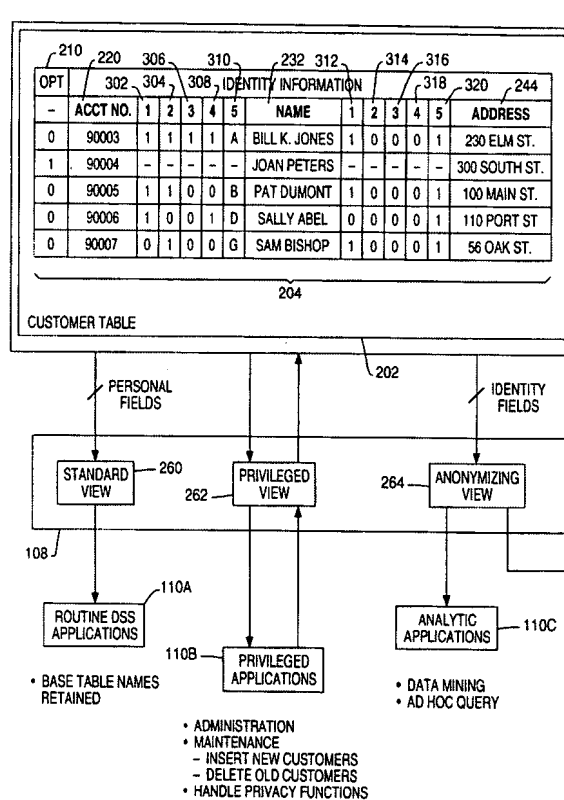 210
220 306 310 232 312 314 316
302 304 308 318 320 244
OPT IDENTITY INFORMATION
– ACCT NO. 1 2 3 4 5 NAME 1 2 3 4 5 ADDRESS
0 90003 1 1 1 1 A BILL K. JONES 1 0 0 0 1 230 ELM ST.
1 90004 – – – – – JOAN PETERS – – – – – 300 SOUTH ST.
0 90005 1 1 0 0 B PAT DUMONT 1 0 0 0 1 100 MAIN ST.
0 90006 1 0 0 1 D SALLY ABEL 0 0 0 0 1 110 PORT ST
0 90007 0 1 0 0 G SAM BISHOP 1 0 0 0 1 56 OAK ST.
204
CUSTOMER TABLE
202
PERSONAL
FIELDS
IDENTITY
FIELDS
STANDARD
VIEW
260
PRIVILEGED
VIEW
262
ANONYMIZING
VIEW
264
108
110A
ROUTINE DSS
APPLICATIONS
110B
PRIVILEGED
APPLICATIONS
ANALYTIC
APPLICATIONS
110C
• BASE TABLE NAMES
RETAINED
• DATA MINING
• AD HOC QUERY
• ADMINISTRATION
• MAINTENANCE
– INSERT NEW CUSTOMERS
– DELETE OLD CUSTOMERS
• HANDLE PRIVACY FUNCTIONS